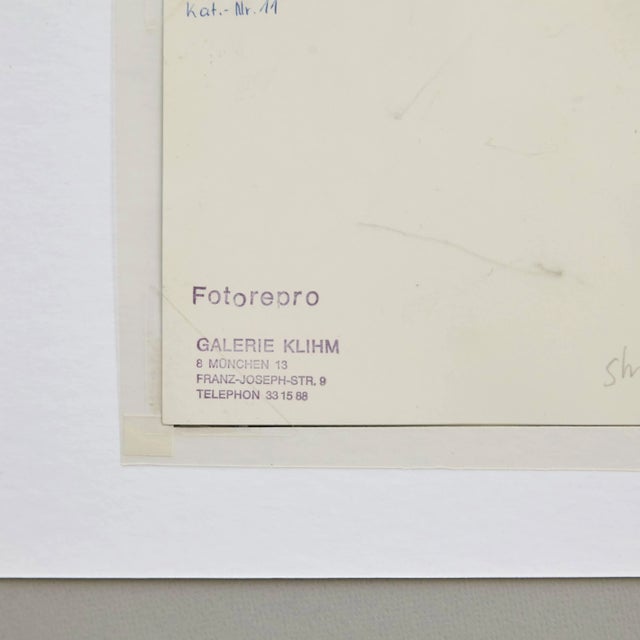 Kat.-Nr. 11
Fotorepro
GALERIE KLIHM
8 MÜNCHEN 13
FRANZ-JOSEPH-STR. 9
TELEPHON 33 15 88